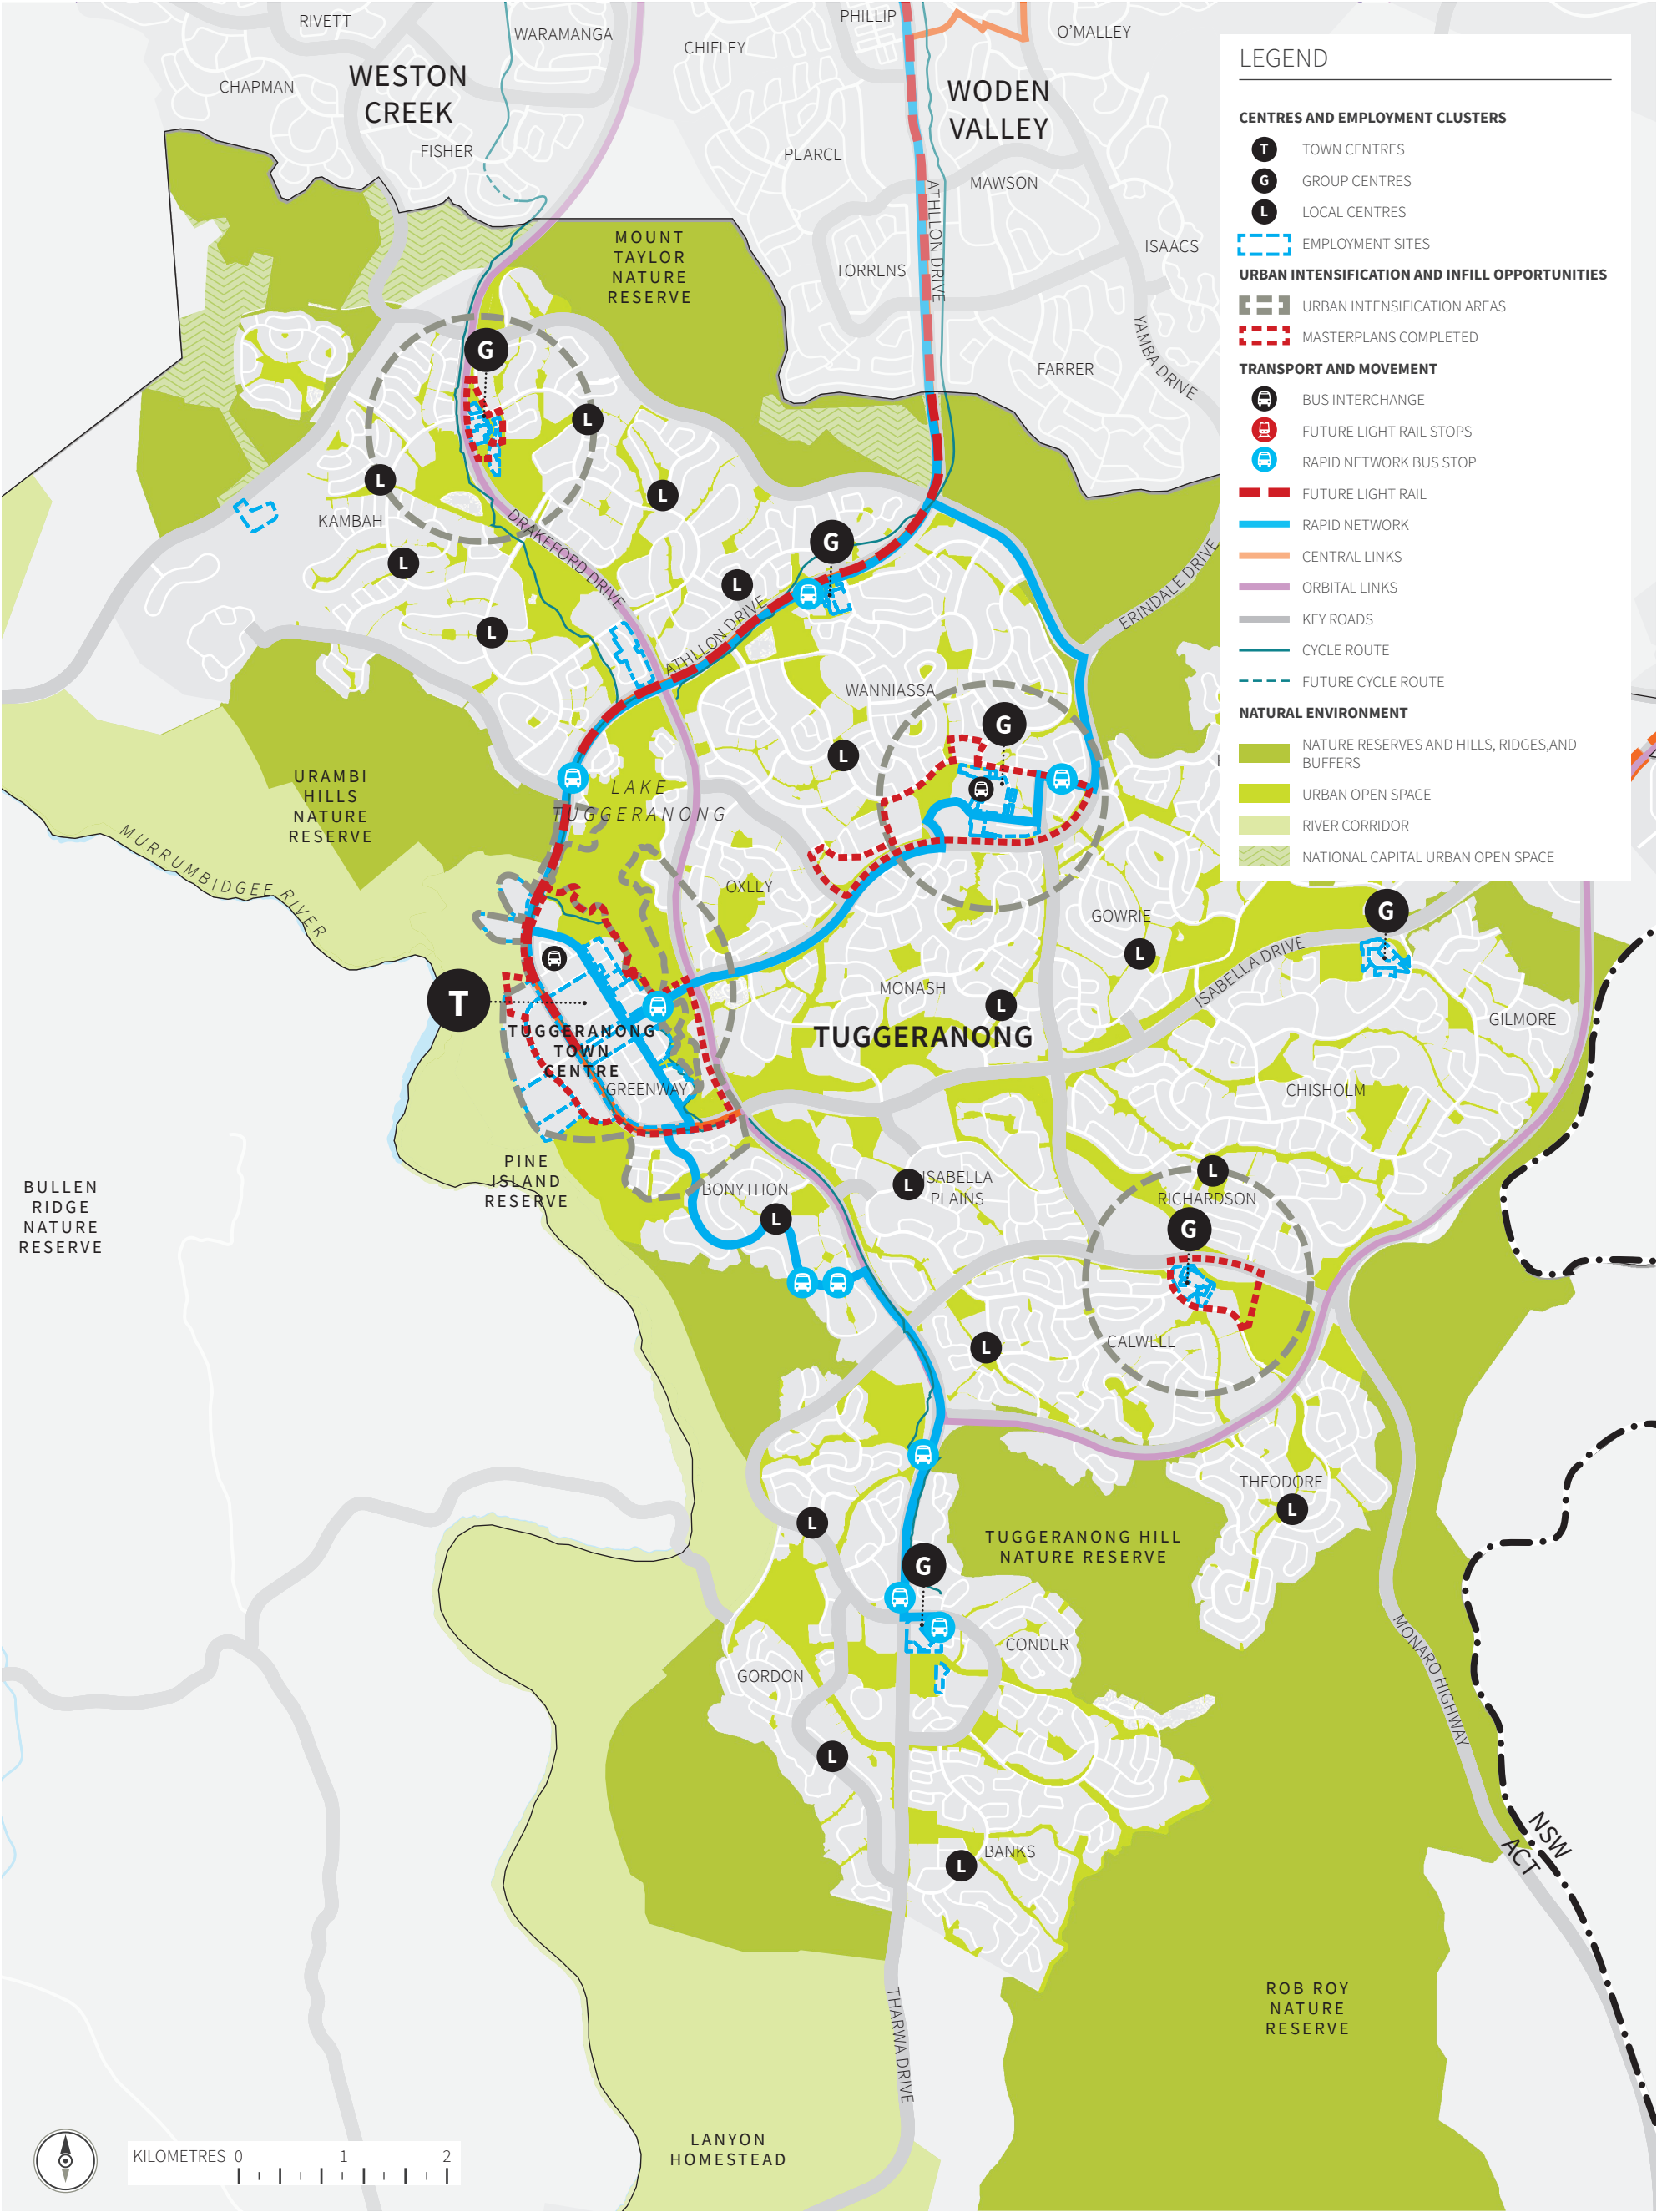 RIVETT
WARAMANGA
CHIFLEY
PHILLIP
O'MALLEY
CHAPMAN
WESTON
CREEK
WODEN
VALLEY
FISHER
PEARCE
MAWSON
ATHLLON DRIVE
ISAACS
TORRENS
YAMBA DRIVE
FARRER
MOUNT
TAYLOR
NATURE
RESERVE
G
L
L
L
KAMBAH
DRAKEFORD DRIVE
L
G
L
L
ATHLLON DRIVE
ERINDALE DRIVE
WANNIASSA
G
L
URAMBI
HILLS
NATURE
RESERVE
LAKE
TUGGERANONG
MURRUMBIDGEE RIVER
OXLEY
GOWRIE
G
L
ISABELLA DRIVE
MONASH
L
T
TUGGERANONG
TOWN
CENTRE
TUGGERANONG
GILMORE
GREENWAY
CHISHOLM
PINE
ISLAND
RESERVE
BULLEN
RIDGE
NATURE
RESERVE
BONYTHON
L
L
ISABELLA
PLAINS
L
RICHARDSON
G
CALWELL
L
THEODORE
L
L
TUGGERANONG HILL
NATURE RESERVE
G
CONDER
GORDON
MONARO HIGHWAY
L
BANKS
L
NSW
ACT
ROB ROY
NATURE
RESERVE
THARWA DRIVE
LANYON
HOMESTEAD
KILOMETRES 0 1 2
LEGEND
CENTRES AND EMPLOYMENT CLUSTERS
T TOWN CENTRES
G GROUP CENTRES
L LOCAL CENTRES
EMPLOYMENT SITES
URBAN INTENSIFICATION AND INFILL OPPORTUNITIES
URBAN INTENSIFICATION AREAS
MASTERPLANS COMPLETED
TRANSPORT AND MOVEMENT
BUS INTERCHANGE
FUTURE LIGHT RAIL STOPS
RAPID NETWORK BUS STOP
FUTURE LIGHT RAIL
RAPID NETWORK
CENTRAL LINKS
ORBITAL LINKS
KEY ROADS
CYCLE ROUTE
FUTURE CYCLE ROUTE
NATURAL ENVIRONMENT
NATURE RESERVES AND HILLS, RIDGES,AND
BUFFERS
URBAN OPEN SPACE
RIVER CORRIDOR
NATIONAL CAPITAL URBAN OPEN SPACE